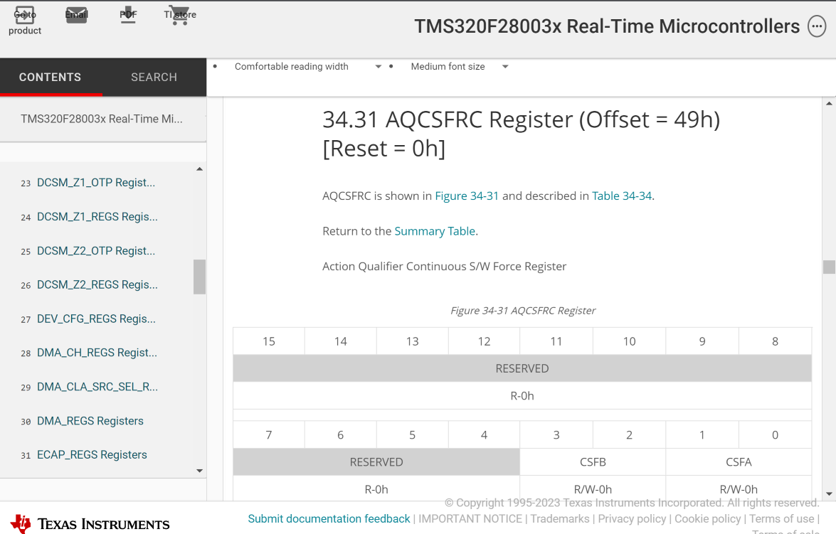 Go to
product
Email
PDF
TI store
TMS320F28003x Real-Time Microcontrollers
CONTENTS
SEARCH
Comfortable reading width
Medium font size
TMS320F28003x Real-Time Mi...
23 DCSM_Z1_OTP Regist...
24 DCSM_Z1_REGS Regis...
25 DCSM_Z2_OTP Regist...
26 DCSM_Z2_REGS Regis...
27 DEV_CFG_REGS Regis...
28 DMA_CH_REGS Regist...
29 DMA_CLA_SRC_SEL_R...
30 DMA_REGS Registers
31 ECAP_REGS Registers
34.31 AQCSFRC Register (Offset = 49h)
[Reset = 0h]
AQCSFRC is shown in Figure 34-31 and described in Table 34-34.
Return to the Summary Table.
Action Qualifier Continuous S/W Force Register
Figure 34-31 AQCSFRC Register
15 14 13 12 11 10 9 8
RESERVED
R-0h
7 6 5 4 3 2 1 0
RESERVED CSFB CSFA
R-0h R/W-0h R/W-0h
© Copyright 1995-2023 Texas Instruments Incorporated. All rights reserved.
Submit documentation feedback | IMPORTANT NOTICE | Trademarks | Privacy policy | Cookie policy | Terms of use |
Terms of sale
TEXAS INSTRUMENTS